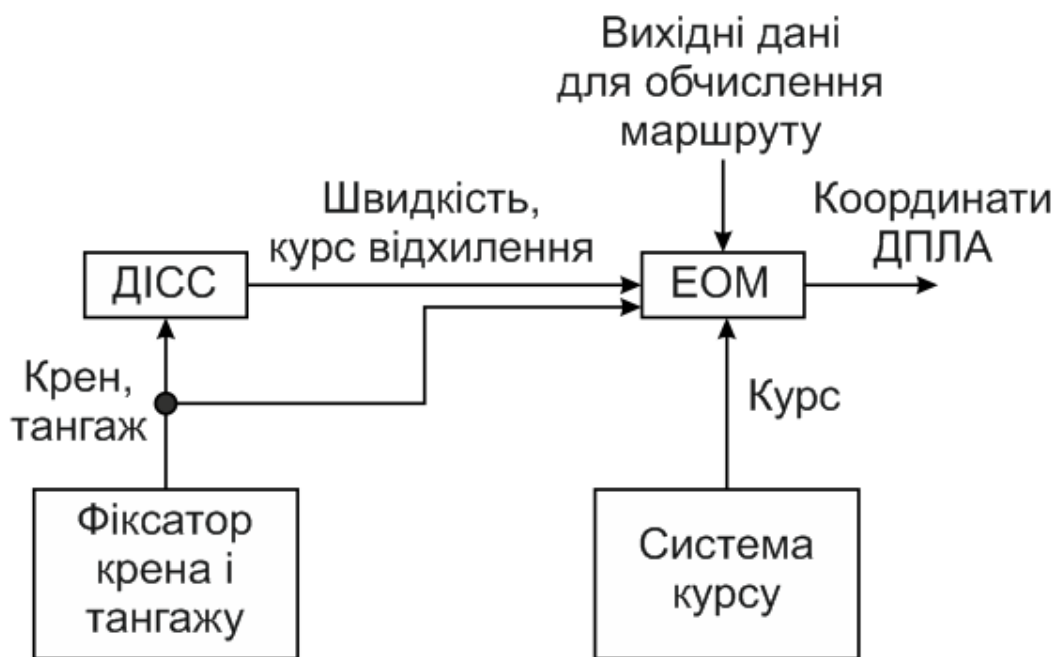 Вихідні дані
для обчислення
маршруту
Швидкість,
курс відхилення
Координати
ДПЛА
ДІСС
ЕОМ
Крен,
тангаж
Курс
Фіксатор
крена і
тангажу
Система
курсу